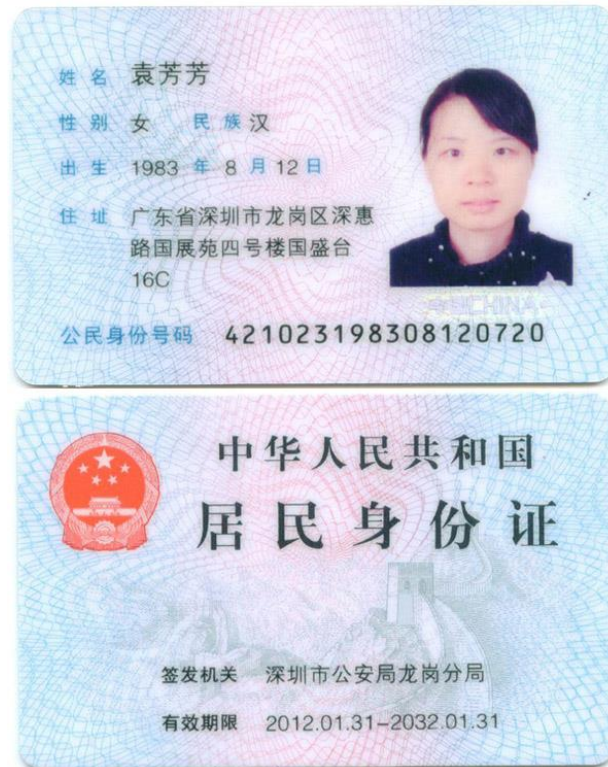 姓名 袁芳芳
性别 女 民族 汉
出生 1983 年 8 月 12 日
住址 广东省深圳市龙岗区深惠
路国展苑四号楼国盛台
16C
CHINA
公民身份号码 421023198308120720
中华人民共和国
居民身份证
签发机关 深圳市公安局龙岗分局
有效期限 2012.01.31-2032.01.31